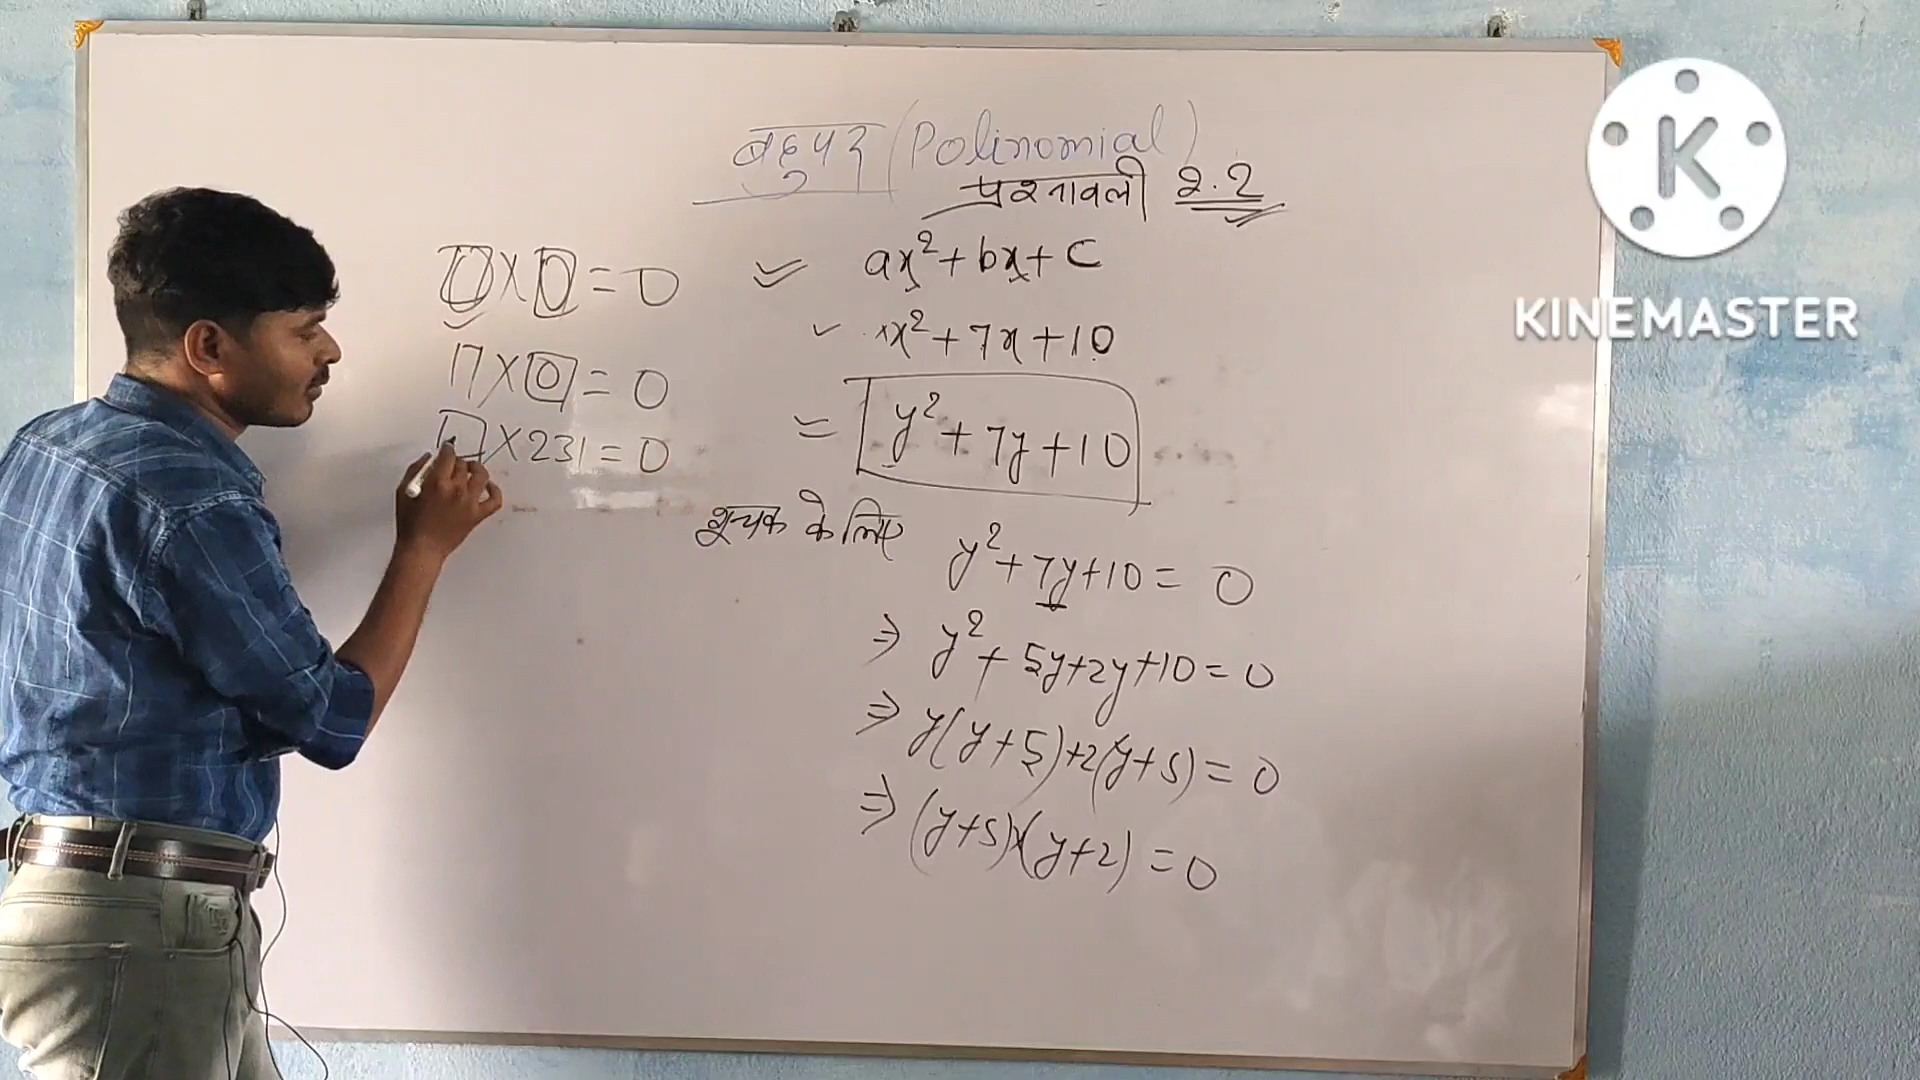 बहुपद (Polinomial)
प्रश्नावली 2.2
0 × 0 = 0
ax² + bx + c
x² + 7x + 10
17 × 0 = 0
= y² + 7y + 10
× 231 = 0
शून्यक के लिए y² + 7y + 10 = 0
⇒ y² + 5y + 2y + 10 = 0
⇒ y(y + 5) + 2(y + 5) = 0
⇒ (y + 5) × (y + 2) = 0
K
KINEMASTER